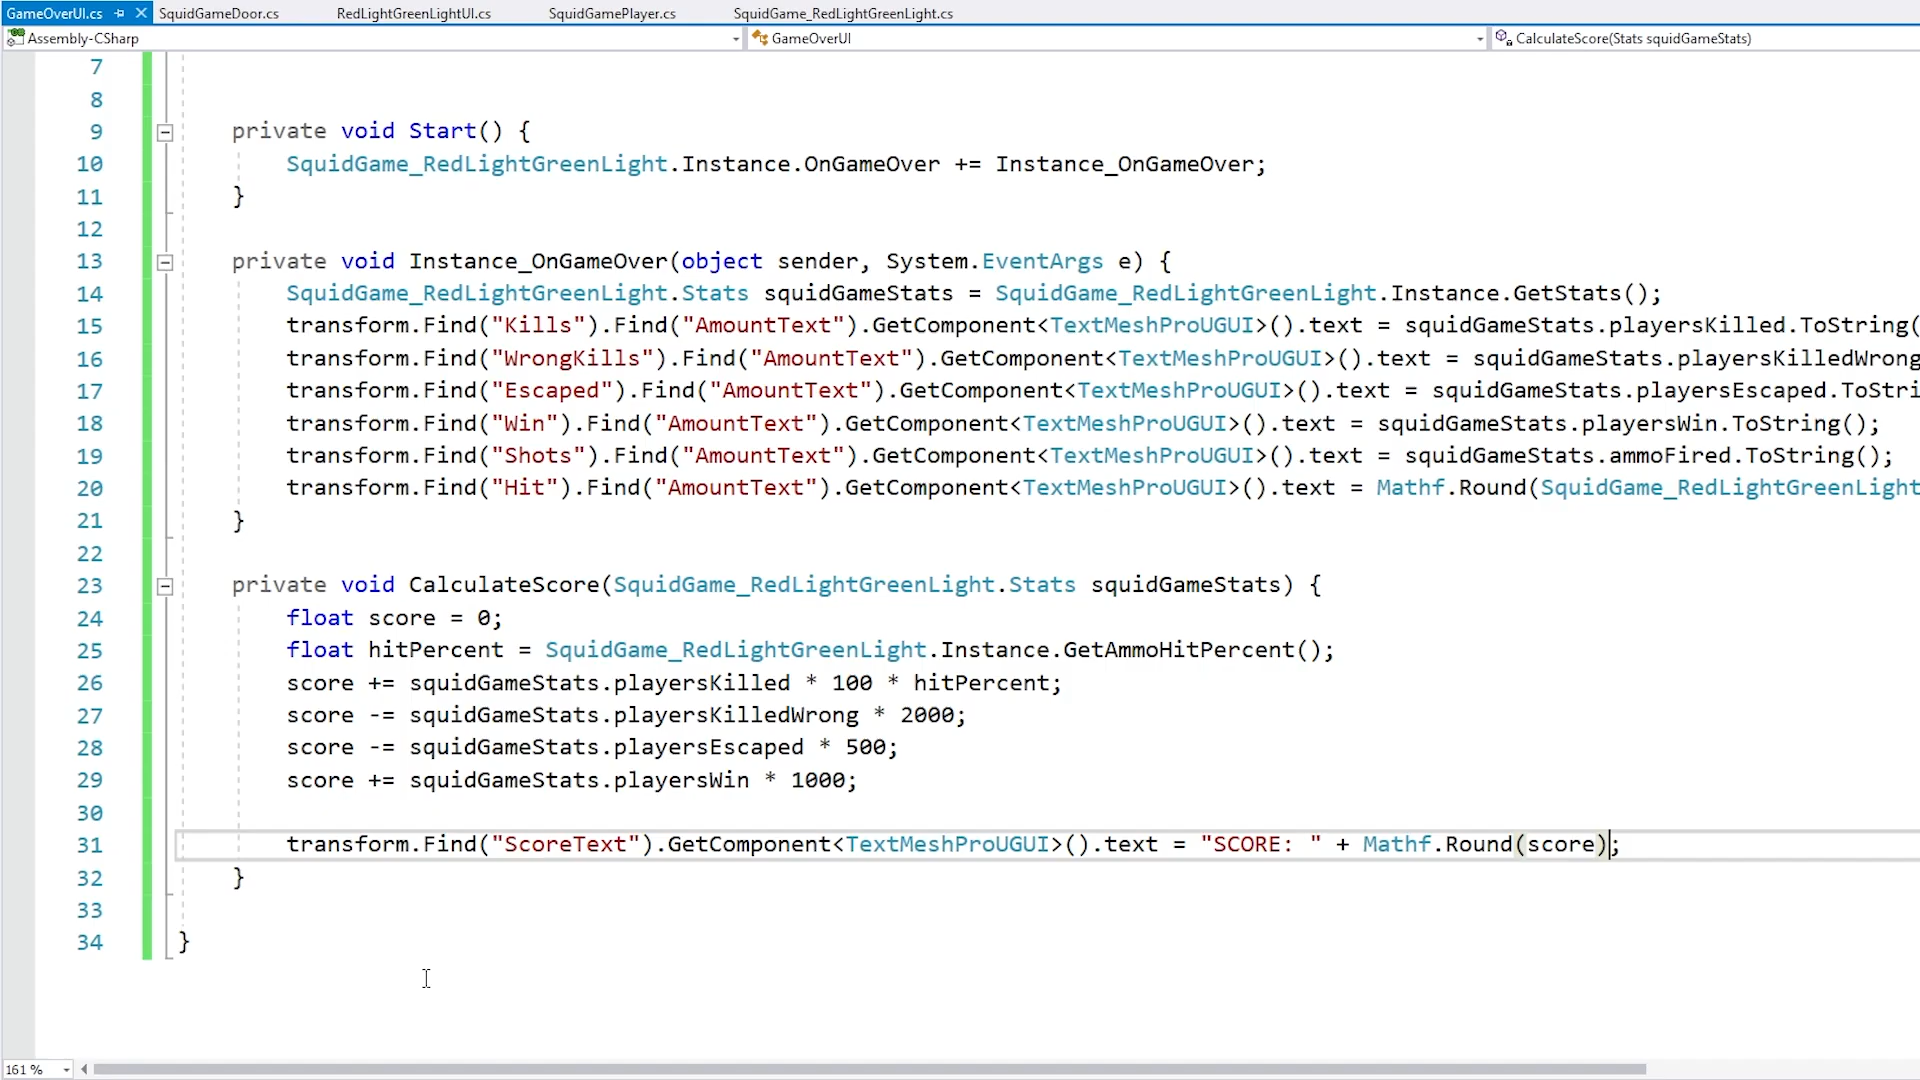 GameOverUI.cs SquidGameDoor.cs RedLightGreenLightUI.cs SquidGamePlayer.cs SquidGame_RedLightGreenLight.cs
Assembly-CSharp GameOverUI CalculateScore(Stats squidGameStats)
7
8
9 private void Start() {
10 SquidGame_RedLightGreenLight.Instance.OnGameOver += Instance_OnGameOver;
11 }
12
13 private void Instance_OnGameOver(object sender, System.EventArgs e) {
14 SquidGame_RedLightGreenLight.Stats squidGameStats = SquidGame_RedLightGreenLight.Instance.GetStats();
15 transform.Find("Kills").Find("AmountText").GetComponent<TextMeshProUGUI>().text = squidGameStats.playersKilled.ToString(
16 transform.Find("WrongKills").Find("AmountText").GetComponent<TextMeshProUGUI>().text = squidGameStats.playersKilledWrong
17 transform.Find("Escaped").Find("AmountText").GetComponent<TextMeshProUGUI>().text = squidGameStats.playersEscaped.ToStri
18 transform.Find("Win").Find("AmountText").GetComponent<TextMeshProUGUI>().text = squidGameStats.playersWin.ToString();
19 transform.Find("Shots").Find("AmountText").GetComponent<TextMeshProUGUI>().text = squidGameStats.ammoFired.ToString();
20 transform.Find("Hit").Find("AmountText").GetComponent<TextMeshProUGUI>().text = Mathf.Round(SquidGame_RedLightGreenLight
21 }
22
23 private void CalculateScore(SquidGame_RedLightGreenLight.Stats squidGameStats) {
24 float score = 0;
25 float hitPercent = SquidGame_RedLightGreenLight.Instance.GetAmmoHitPercent();
26 score += squidGameStats.playersKilled * 100 * hitPercent;
27 score -= squidGameStats.playersKilledWrong * 2000;
28 score -= squidGameStats.playersEscaped * 500;
29 score += squidGameStats.playersWin * 1000;
30
31 transform.Find("ScoreText").GetComponent<TextMeshProUGUI>().text = "SCORE: " + Mathf.Round(score);
32 }
33
34 }
161 %